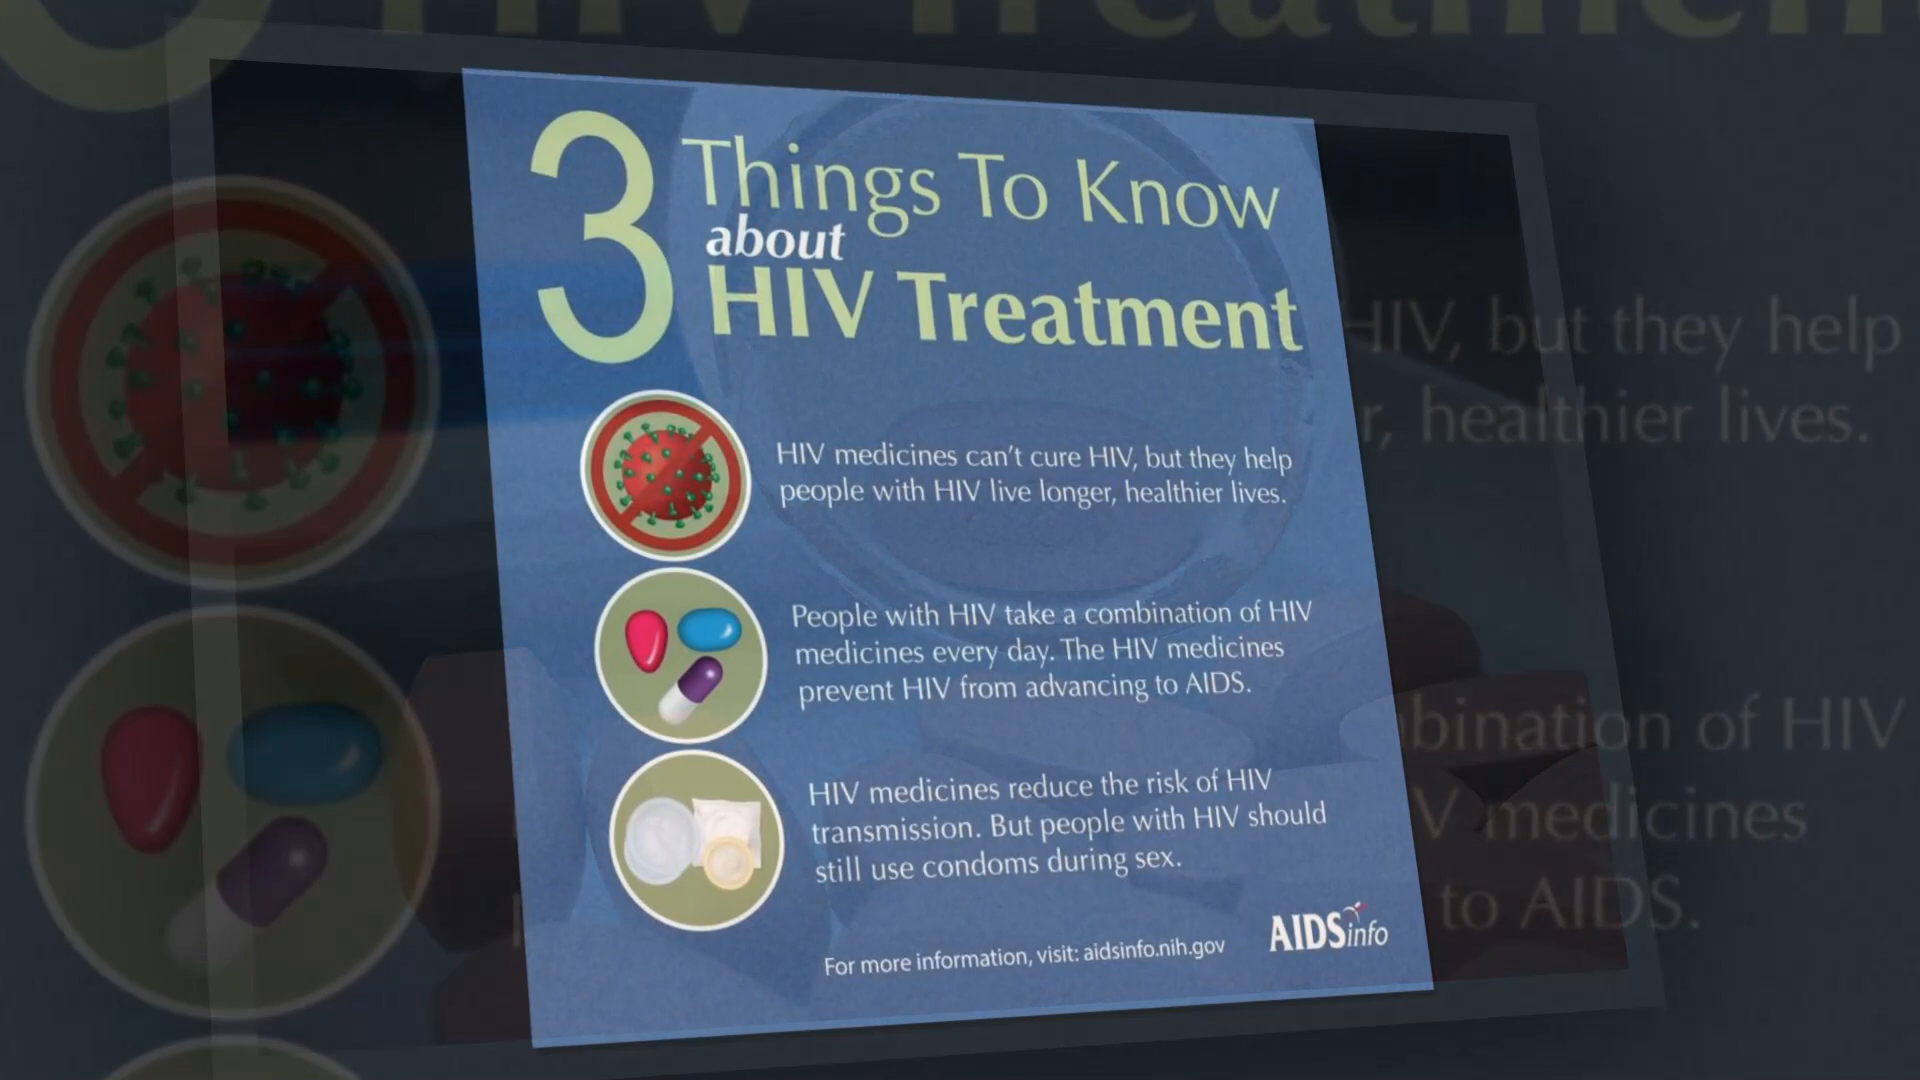 3 Things To Know
about
HIV Treatment
HIV medicines can't cure HIV, but they help
people with HIV live longer, healthier lives.
People with HIV take a combination of HIV
medicines every day. The HIV medicines
prevent HIV from advancing to AIDS.
HIV medicines reduce the risk of HIV
transmission. But people with HIV should
still use condoms during sex.
For more information, visit: aidsinfo.nih.gov
AIDSinfo
HIV, but they help
r, healthier lives.
bination of HIV
V medicines
to AIDS.